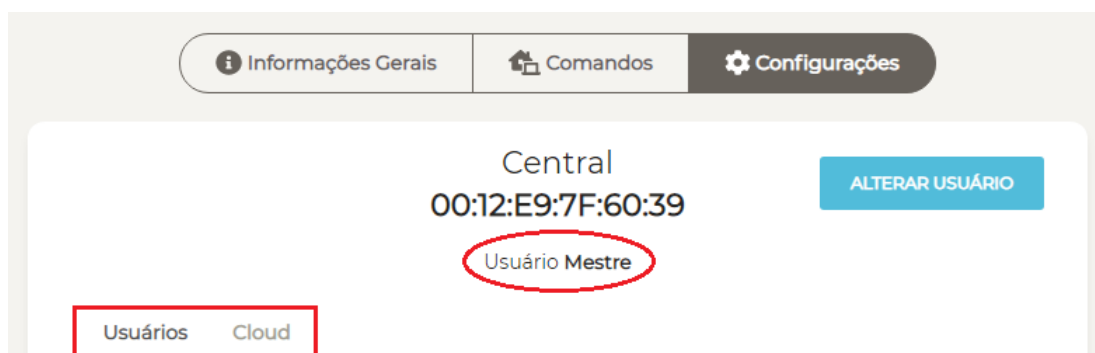 Informações Gerais Comandos Configurações
Central
00:12:E9:7F:60:39
ALTERAR USUÁRIO
Usuário Mestre
Usuários Cloud